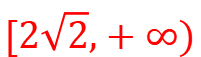 [2√2, + ∞)